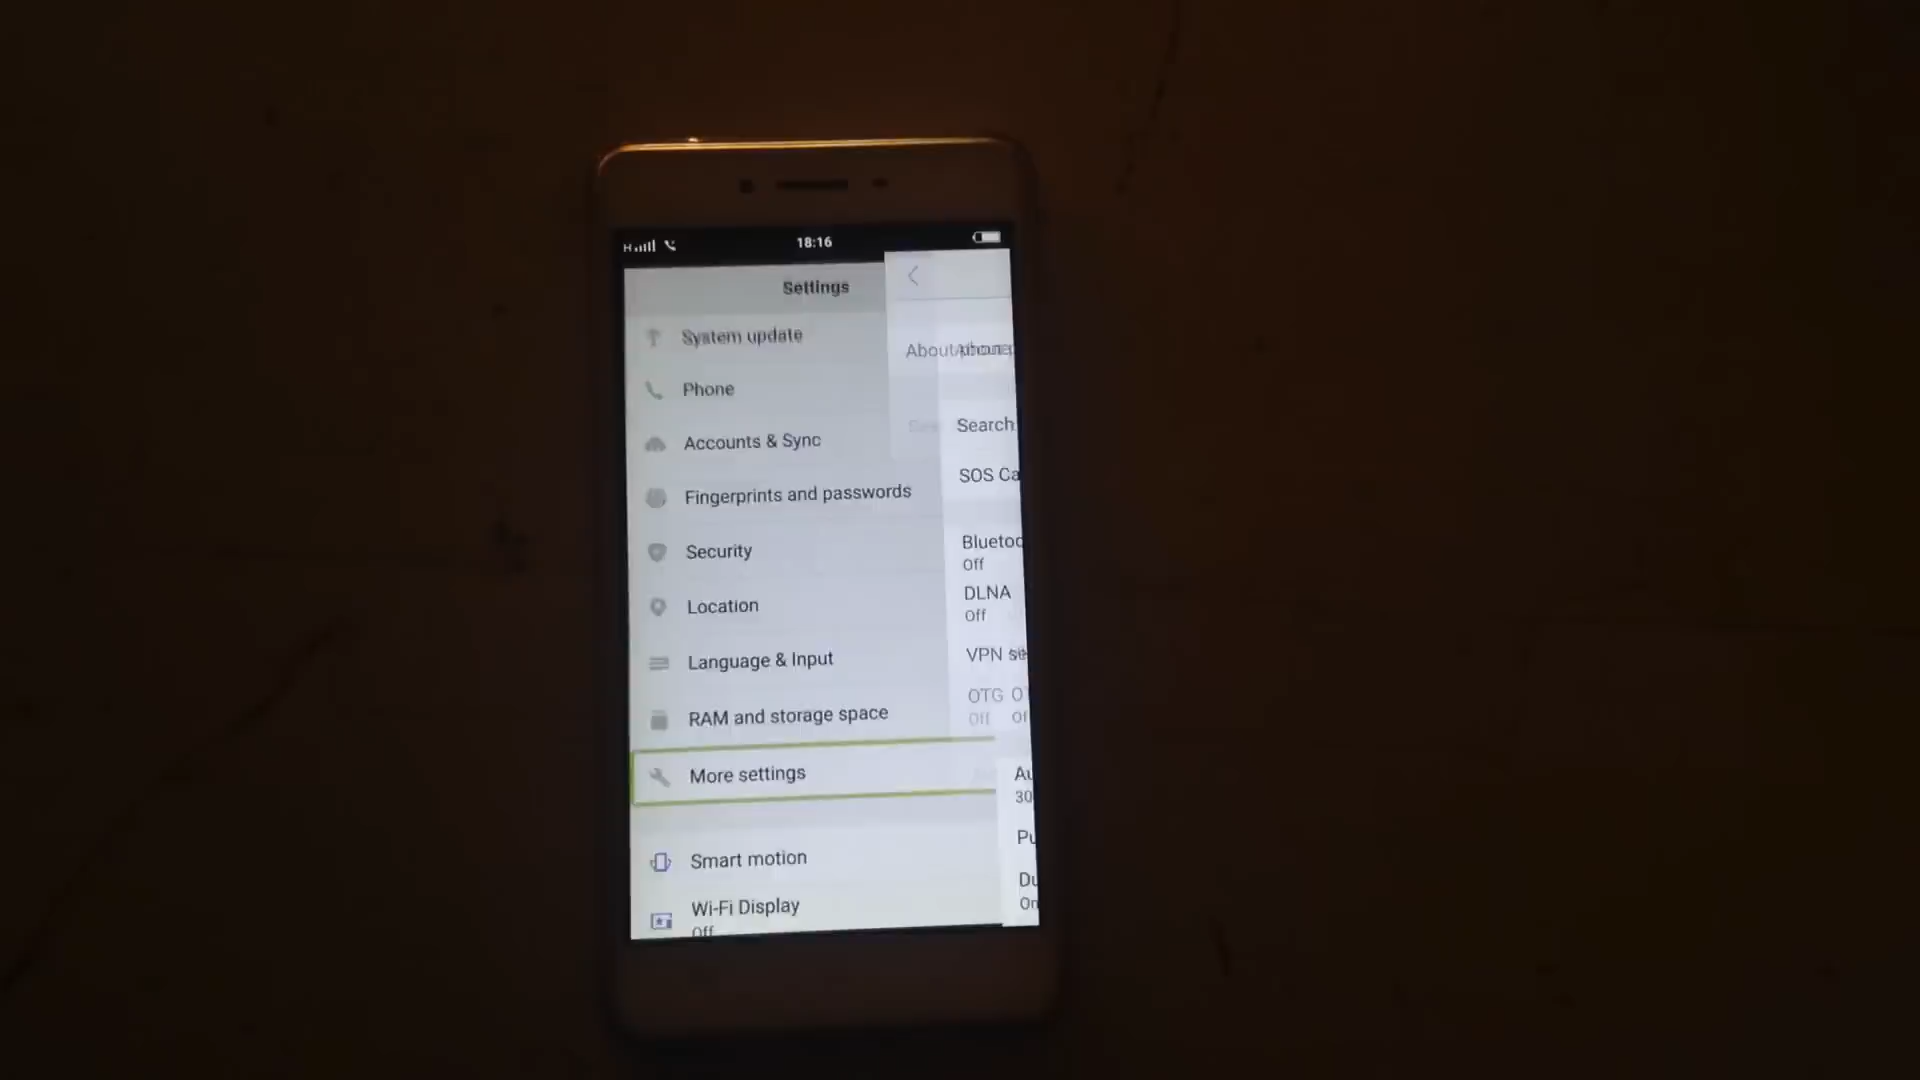 H
18:16
Settings
System update
Phone
Accounts & Sync
Fingerprints and passwords
Security
Location
Language & Input
RAM and storage space
More settings
Smart motion
Wi-Fi Display
Off
About
Search
SOS Ca
Bluetoo
Off
DLNA
Off
VPN se
OTG
Off
Au
30
Pu
Du
On